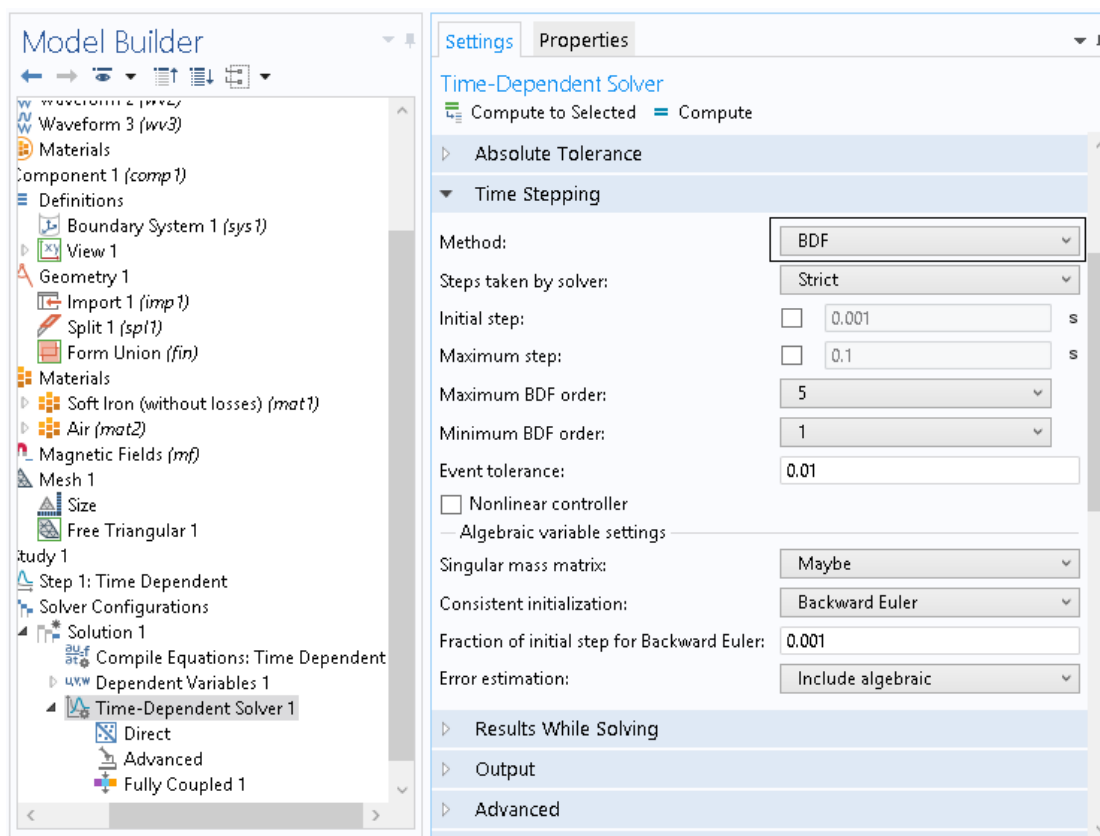 Model Builder
Waveform 3 (wv3)
Materials
Component 1 (comp1)
Definitions
Boundary System 1 (sys1)
View 1
Geometry 1
Import 1 (imp1)
Split 1 (spl1)
Form Union (fin)
Materials
Soft Iron (without losses) (mat1)
Air (mat2)
Magnetic Fields (mf)
Mesh 1
Size
Free Triangular 1
tudy 1
Step 1: Time Dependent
Solver Configurations
Solution 1
Compile Equations: Time Dependent
Dependent Variables 1
Time-Dependent Solver 1
Direct
Advanced
Fully Coupled 1
Settings Properties
Time-Dependent Solver
Compute to Selected = Compute
Absolute Tolerance
Time Stepping
Method: BDF
Steps taken by solver: Strict
Initial step: 0.001 s
Maximum step: 0.1 s
Maximum BDF order: 5
Minimum BDF order: 1
Event tolerance: 0.01
Nonlinear controller
Algebraic variable settings
Singular mass matrix: Maybe
Consistent initialization: Backward Euler
Fraction of initial step for Backward Euler: 0.001
Error estimation: Include algebraic
Results While Solving
Output
Advanced